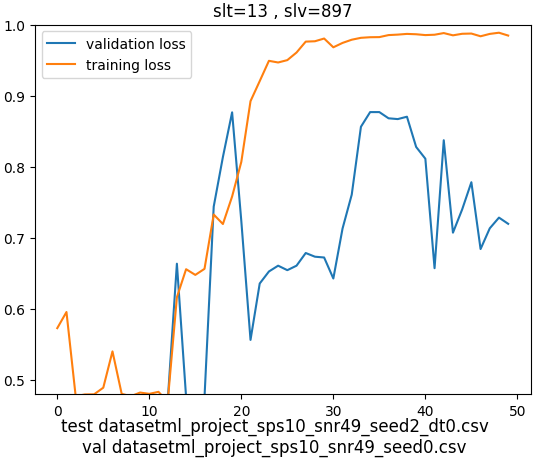 slt=13 , slv=897
validation loss
training loss
1.0
0.9
0.8
0.7
0.6
0.5
0 10 20 30 40 50
test datasetml_project_sps10_snr49_seed2_dt0.csv
val datasetml_project_sps10_snr49_seed0.csv